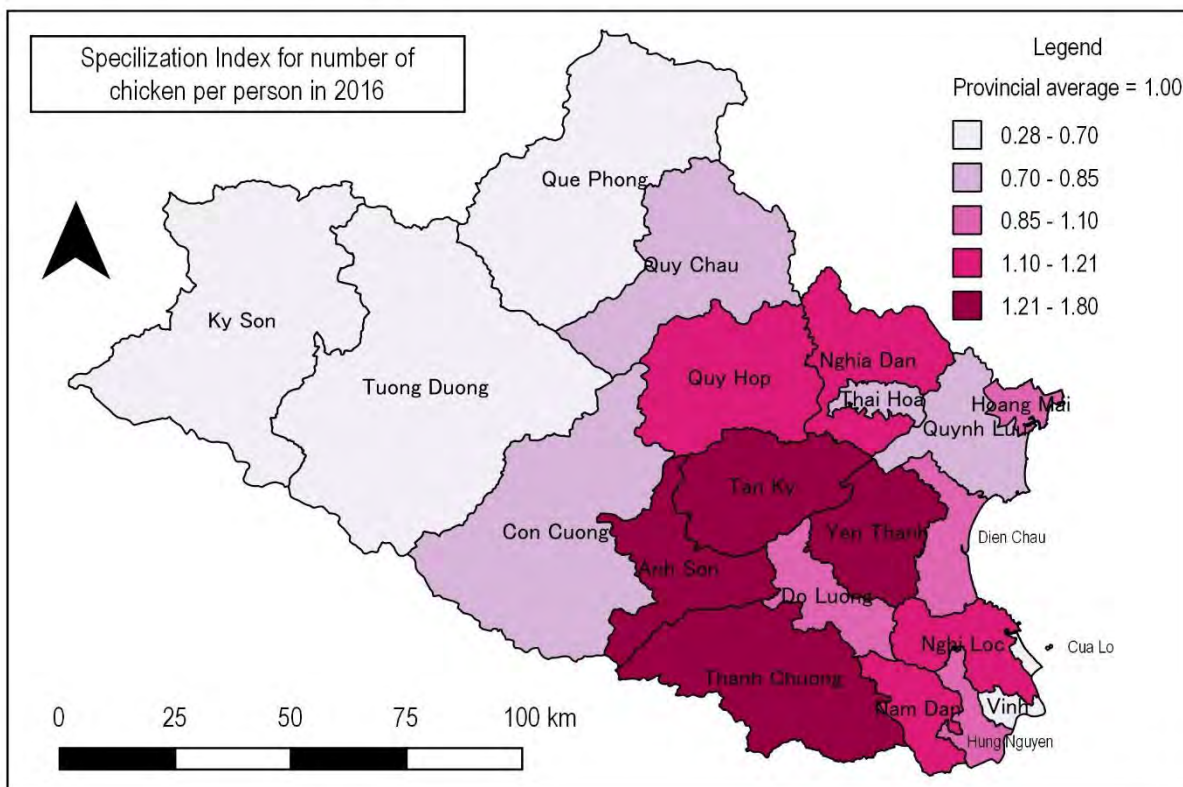 Specilization Index for number of
chicken per person in 2016
Legend
Provincial average = 1.00
0.28 - 0.70
0.70 - 0.85
0.85 - 1.10
1.10 - 1.21
1.21 - 1.80
Que Phong
Quy Chau
Ky Son
Tuong Duong
Quy Hop
Nghia Dan
Thai Hoa
Hoang Mai
Quynh Luu
Tan Ky
Con Cuong
Yen Thanh
Dien Chau
Anh Son
Do Luong
Nghi Loc
Cua Lo
Thanh Chuong
Nam Dan
Vinh
Hung Nguyen
0 25 50 75 100 km